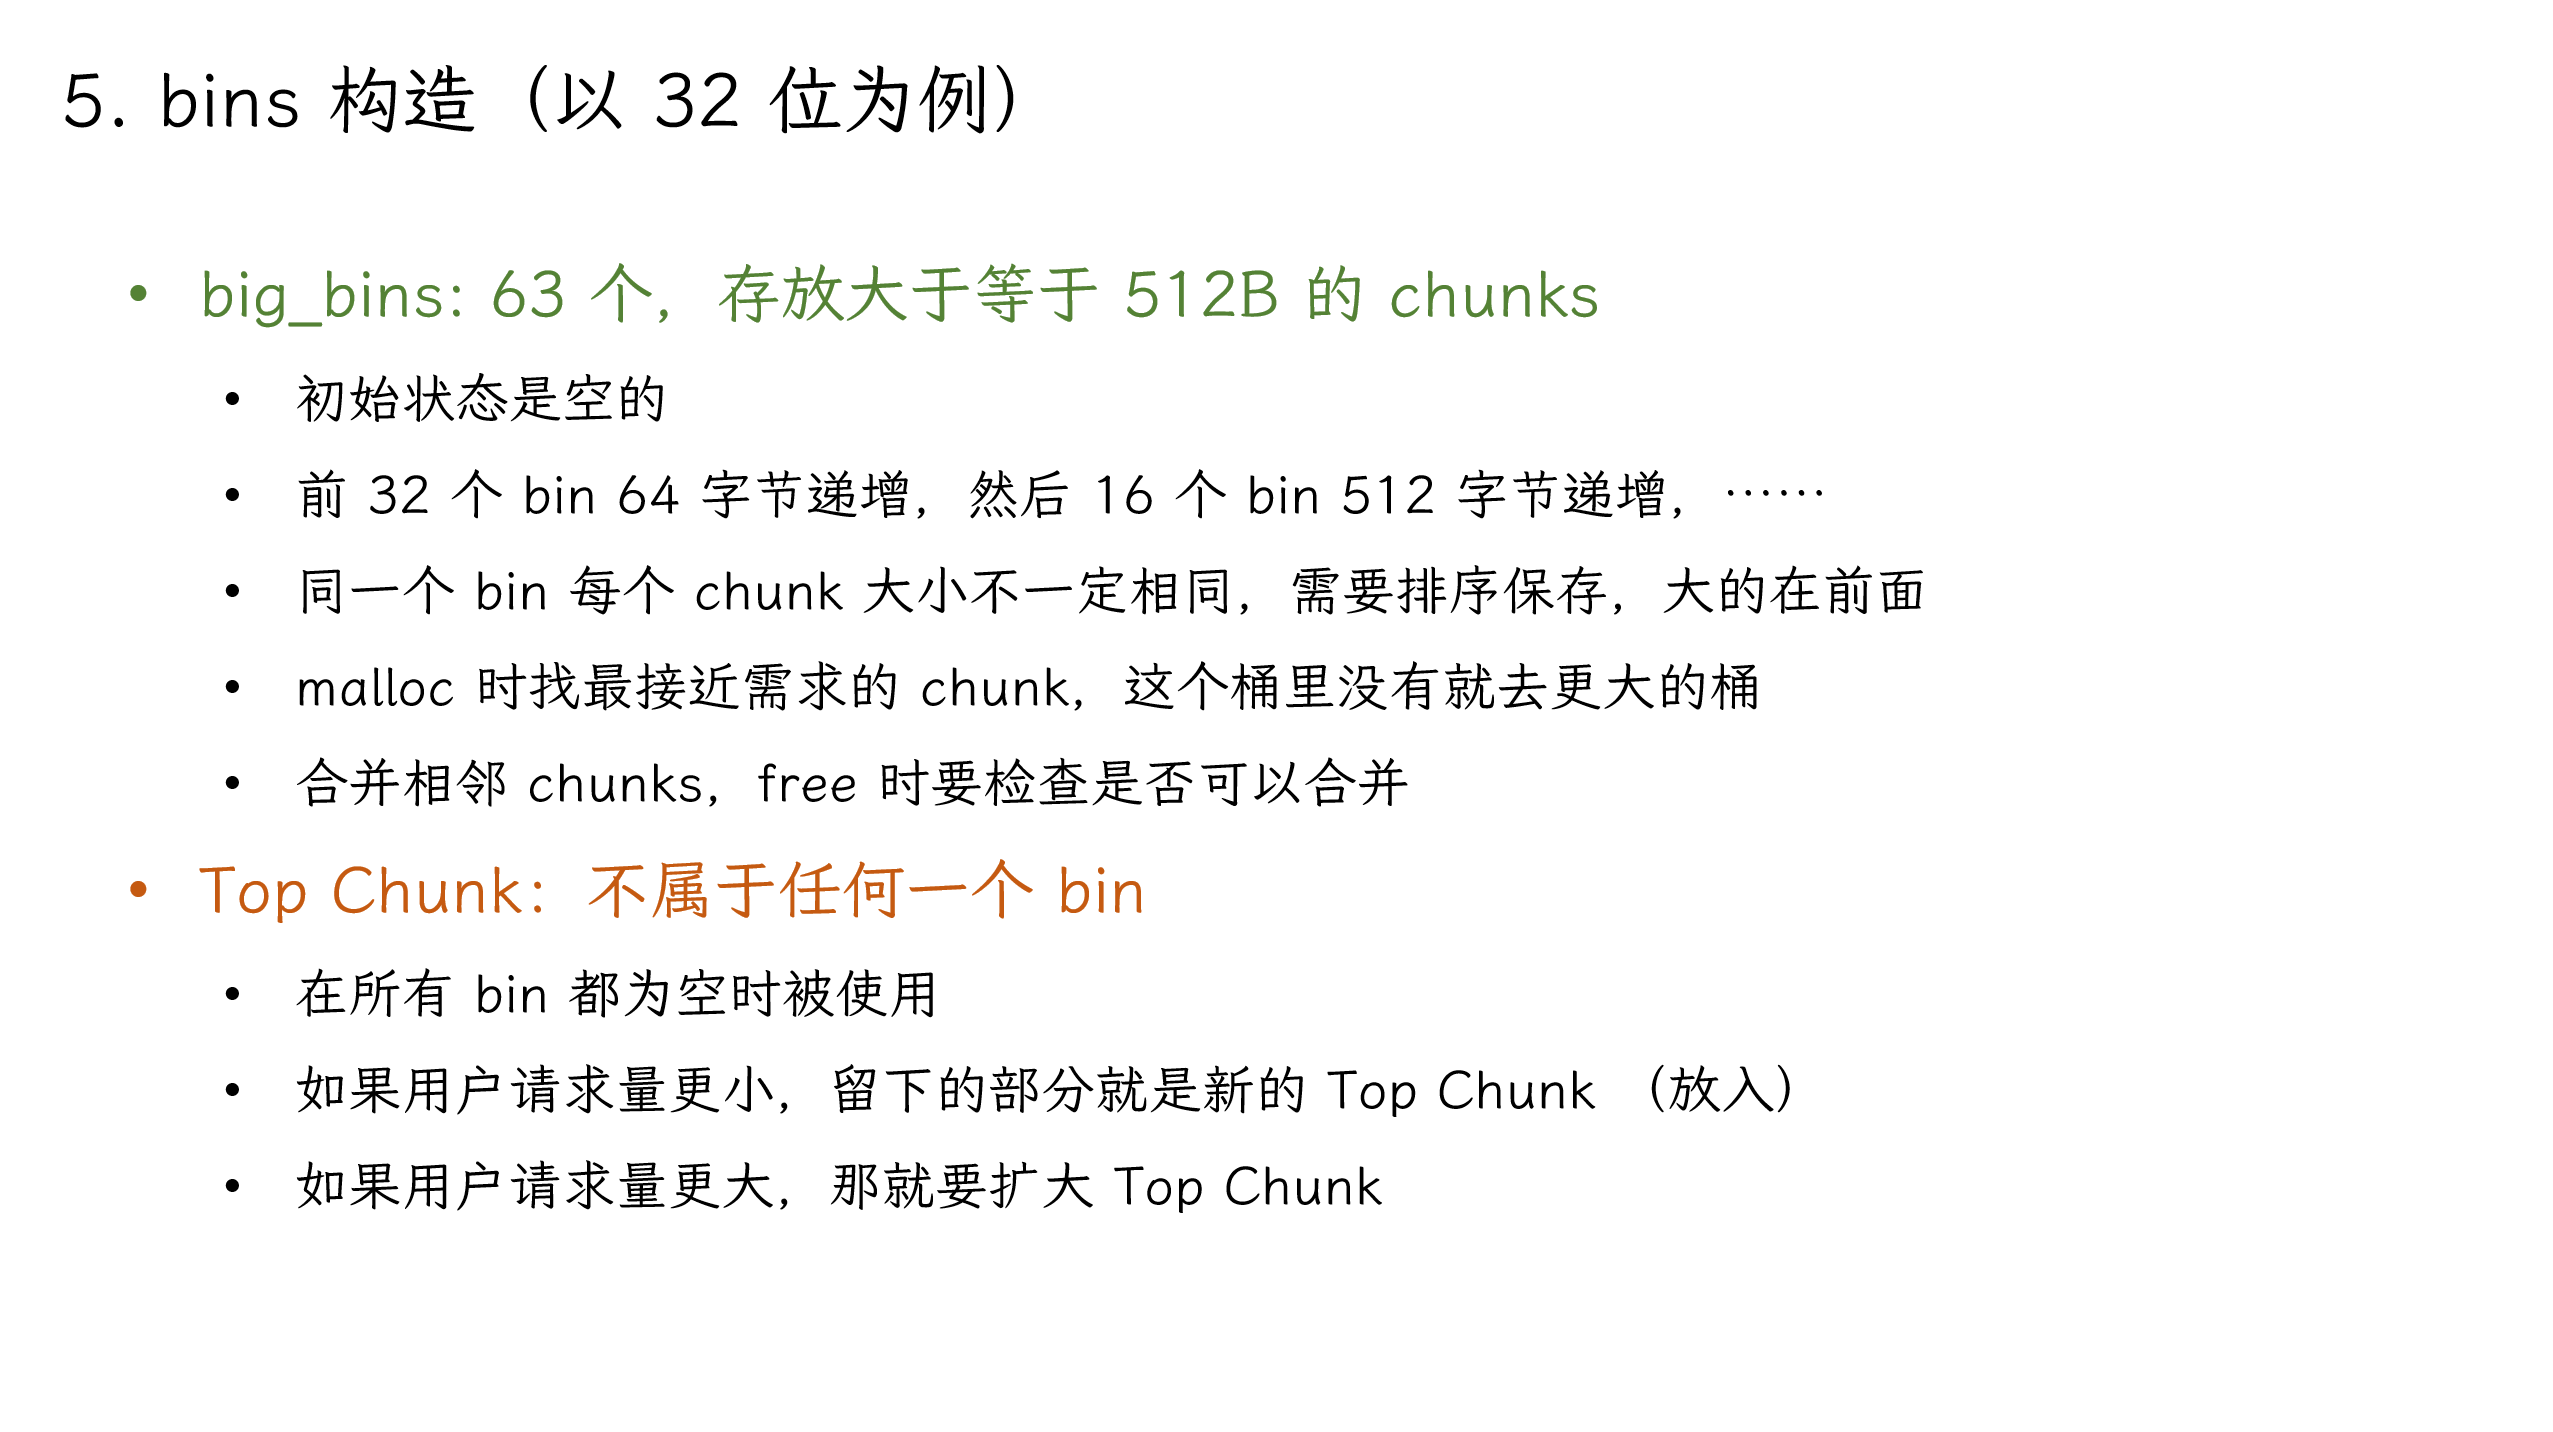 5. bins 构造（以 32 位为例）
• big_bins: 63 个，存放大于等于 512B 的 chunks
• 初始状态是空的
• 前 32 个 bin 64 字节递增，然后 16 个 bin 512 字节递增，……
• 同一个 bin 每个 chunk 大小不一定相同，需要排序保存，大的在前面
• malloc 时找最接近需求的 chunk，这个桶里没有就去更大的桶
• 合并相邻 chunks，free 时要检查是否可以合并
• Top Chunk：不属于任何一个 bin
• 在所有 bin 都为空时被使用
• 如果用户请求量更小，留下的部分就是新的 Top Chunk （放入）
• 如果用户请求量更大，那就要扩大 Top Chunk